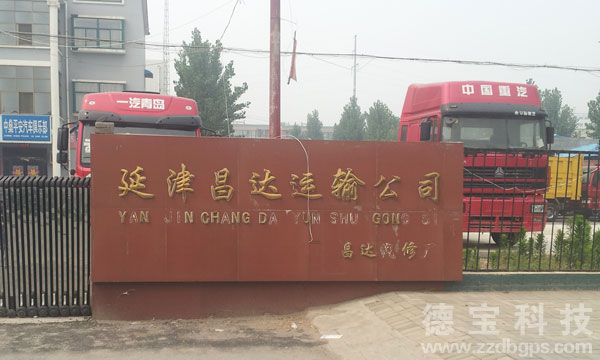 一汽青岛
中国重汽
延津昌达运输公司
YAN JIN CHANG DA YUN SHU GONG SI
昌达汽修厂
德宝科技
www.zzdbgps.com